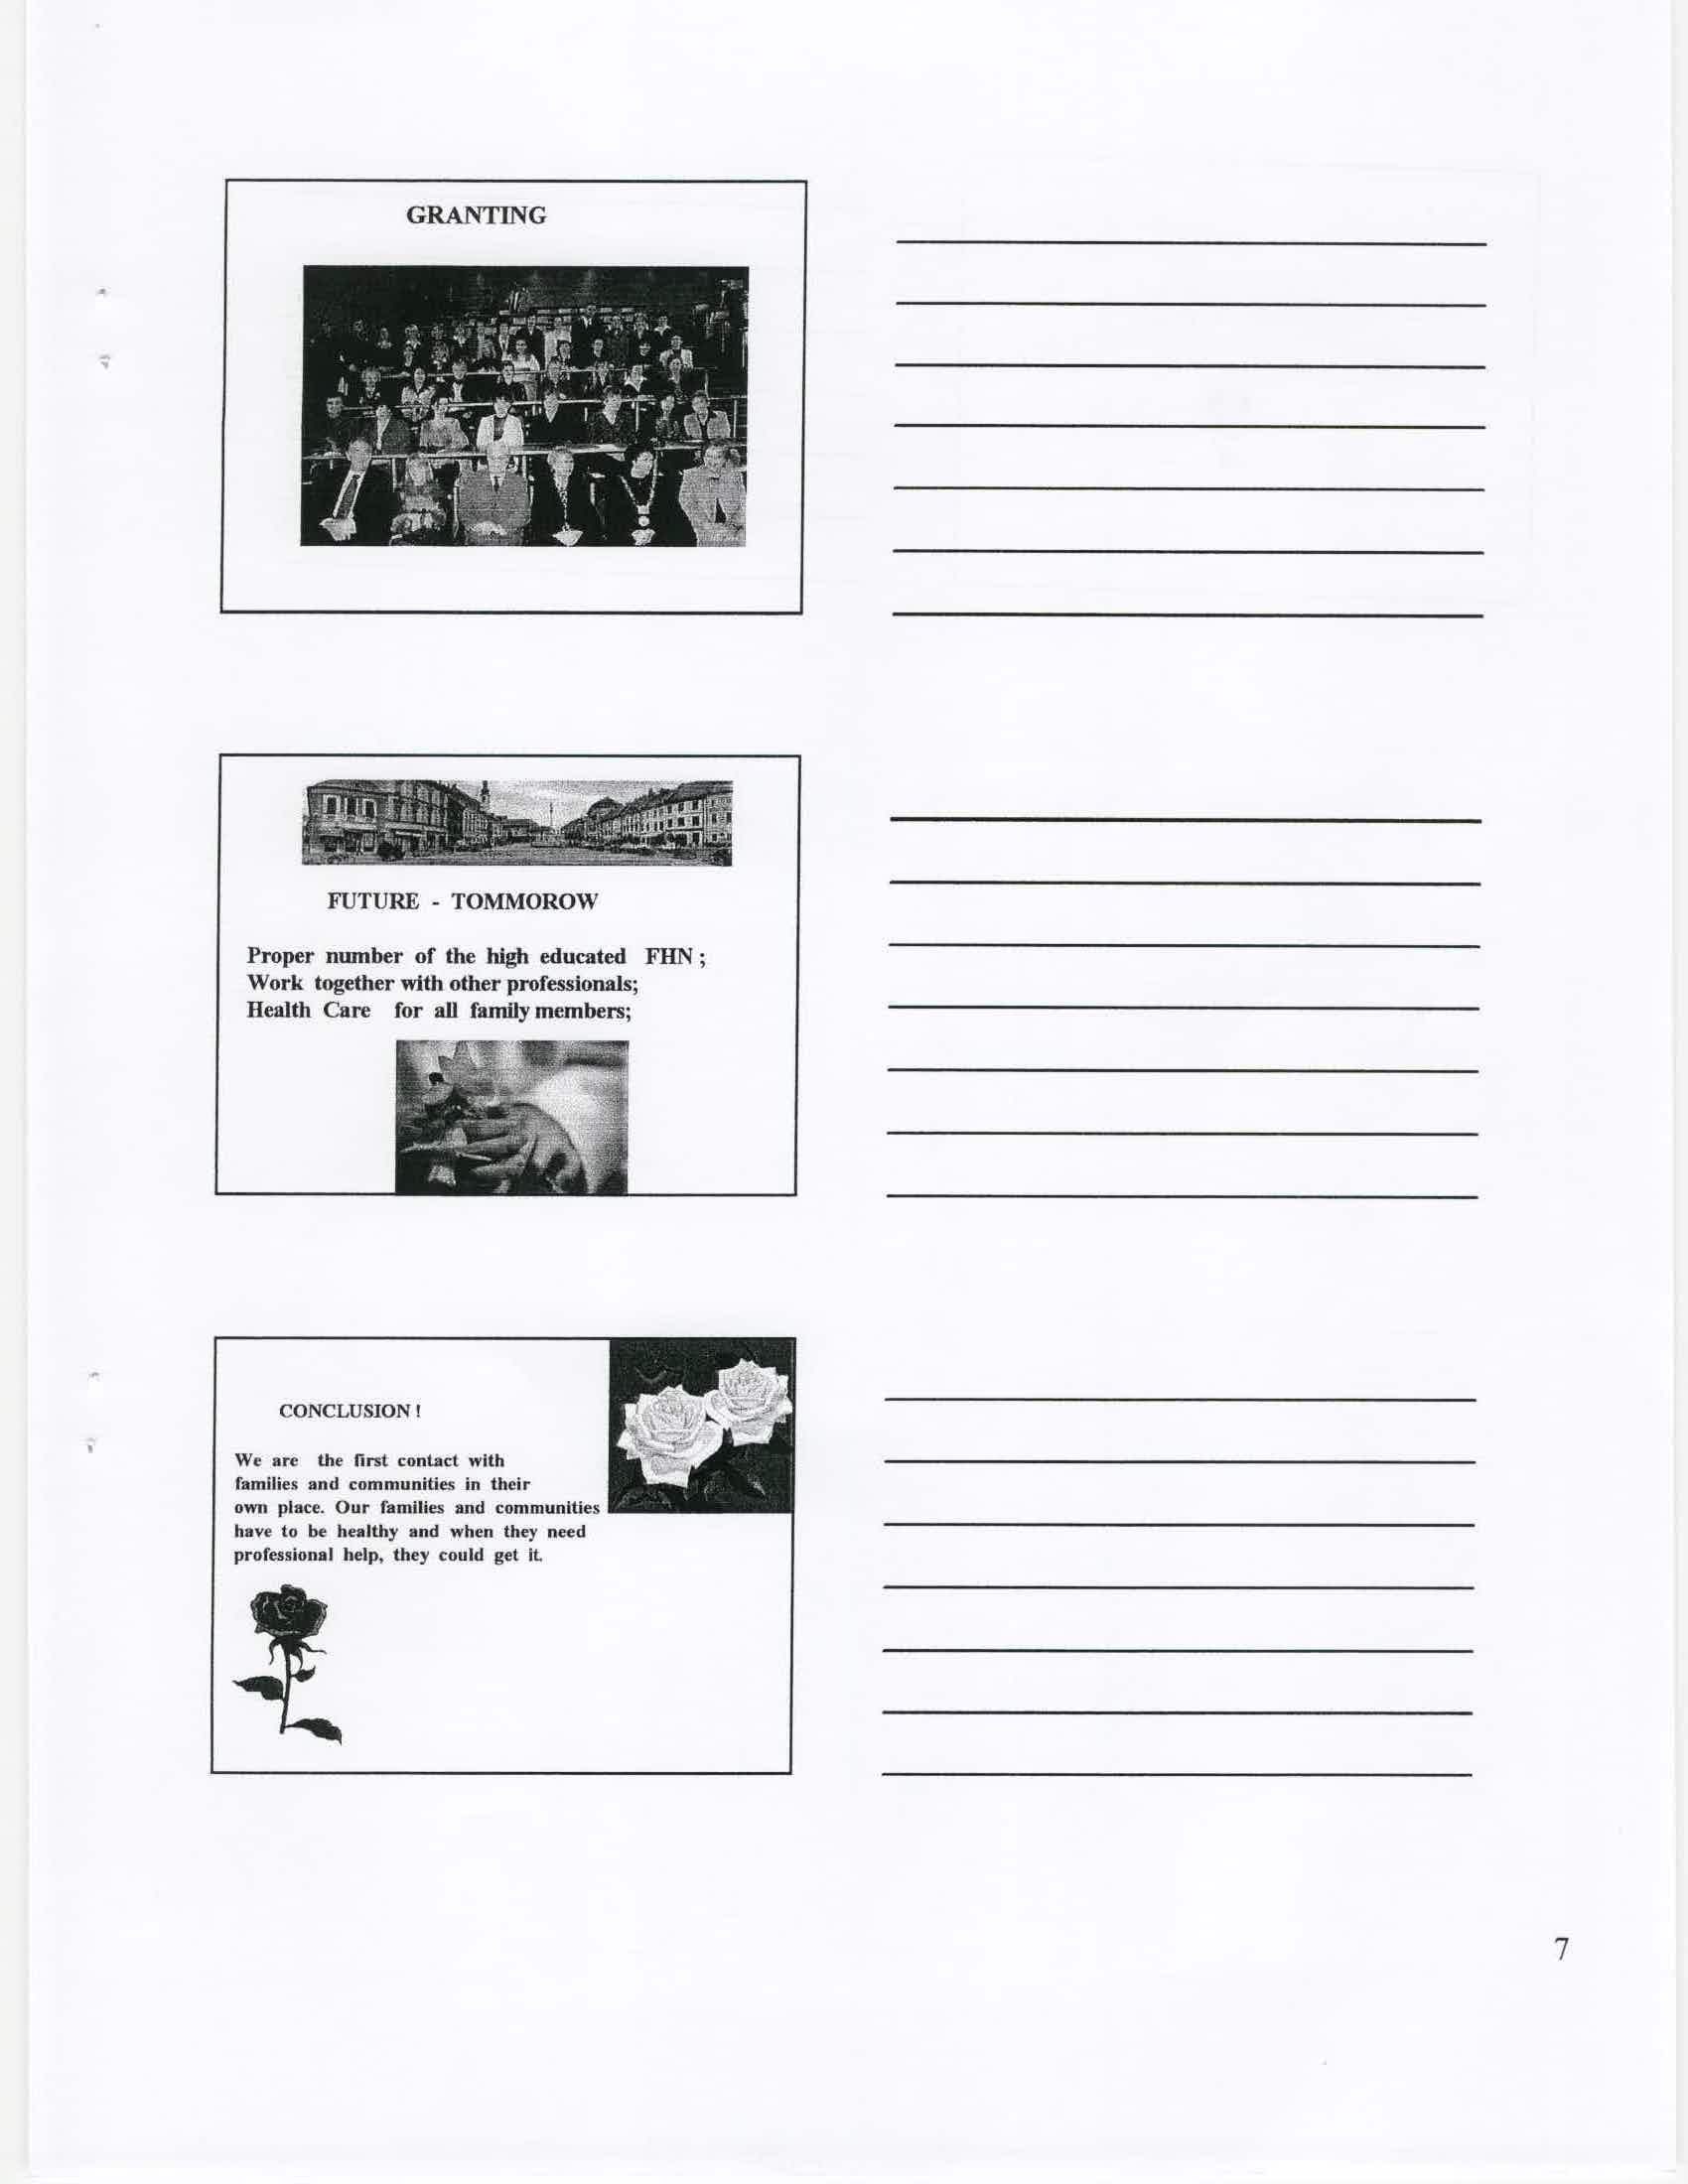 GRANTING
FUTURE - TOMMOROW
Proper number of the high educated FHN ;
Work together with other professionals;
Health Care for all family members;
CONCLUSION !
We are the first contact with
families and communities in their
own place. Our families and communities
have to be healthy and when they need
professional help, they could get it.
7